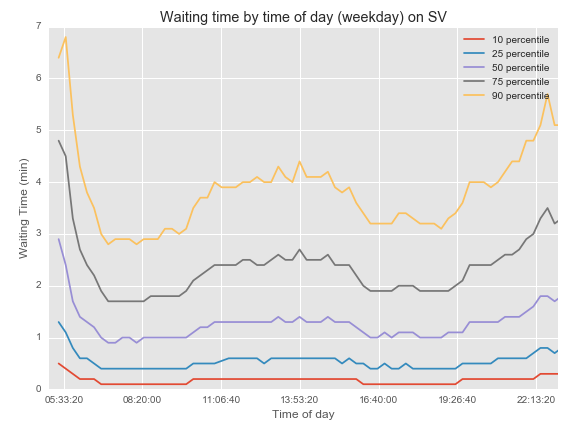 Waiting time by time of day (weekday) on SV
7
6
5
4
3
2
1
0
Waiting Time (min)
10 percentile
25 percentile
50 percentile
75 percentile
90 percentile
05:33:20 08:20:00 11:06:40 13:53:20 16:40:00 19:26:40 22:13:20
Time of day